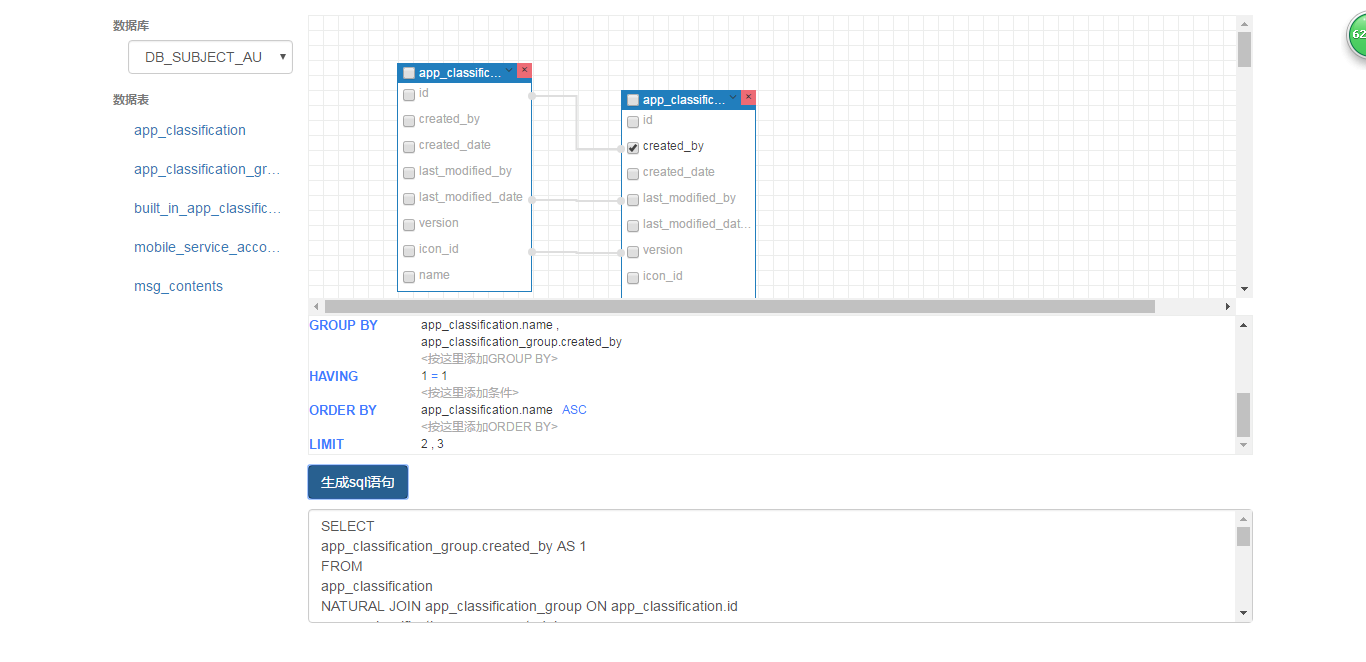 数据库
DB_SUBJECT_AU
数据表
app_classification
app_classification_gr...
built_in_app_classific...
mobile_service_acco...
msg_contents
app_classific...
id
created_by
created_date
last_modified_by
last_modified_date
version
icon_id
name
app_classific...
id
created_by
created_date
last_modified_by
last_modified_dat...
version
icon_id
62
GROUP BY app_classification.name ,
app_classification_group.created_by
<按这里添加GROUP BY>
HAVING 1 = 1
<按这里添加条件>
ORDER BY app_classification.name ASC
<按这里添加ORDER BY>
LIMIT 2 , 3
生成sql语句
SELECT
app_classification_group.created_by AS 1
FROM
app_classification
NATURAL JOIN app_classification_group ON app_classification.id